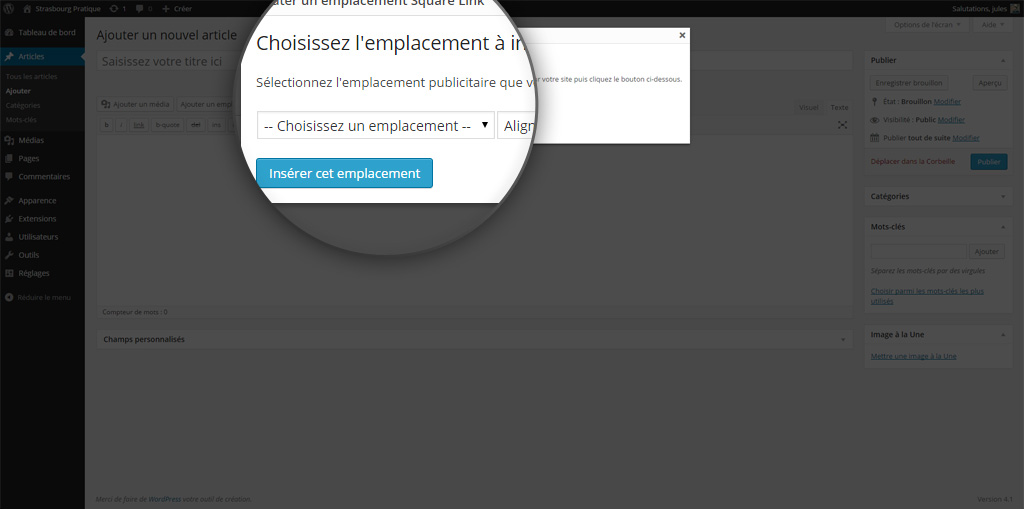 Strasbourg Pratique
1
0
Créer
Salutations, jules
Tableau de bord
Articles
Tous les articles
Ajouter
Catégories
Mots-clés
Médias
Pages
Commentaires
Apparence
Extensions
Utilisateurs
Outils
Réglages
Réduire le menu
Options de l'écran
Aide
Ajouter un nouvel article
Saisissez votre titre ici
Ajouter un média
Ajouter un empl
b
i
link
b-quote
del
ins
Visuel
Texte
uter un emplacement Square Link
Choisissez l'emplacement à in
Sélectionnez l'emplacement publicitaire que v
r votre site puis cliquez le bouton ci-dessous.
-- Choisissez un emplacement --
Align
Insérer cet emplacement
Compteur de mots : 0
Champs personnalisés
Publier
Enregistrer brouillon
Aperçu
État : Brouillon Modifier
Visibilité : Public Modifier
Publier tout de suite Modifier
Déplacer dans la Corbeille
Publier
Catégories
Mots-clés
Ajouter
Séparez les mots-clés par des virgules
Choisir parmi les mots-clés les plus
utilisés
Image à la Une
Mettre une image à la Une
Merci de faire de WordPress votre outil de création.
Version 4.1